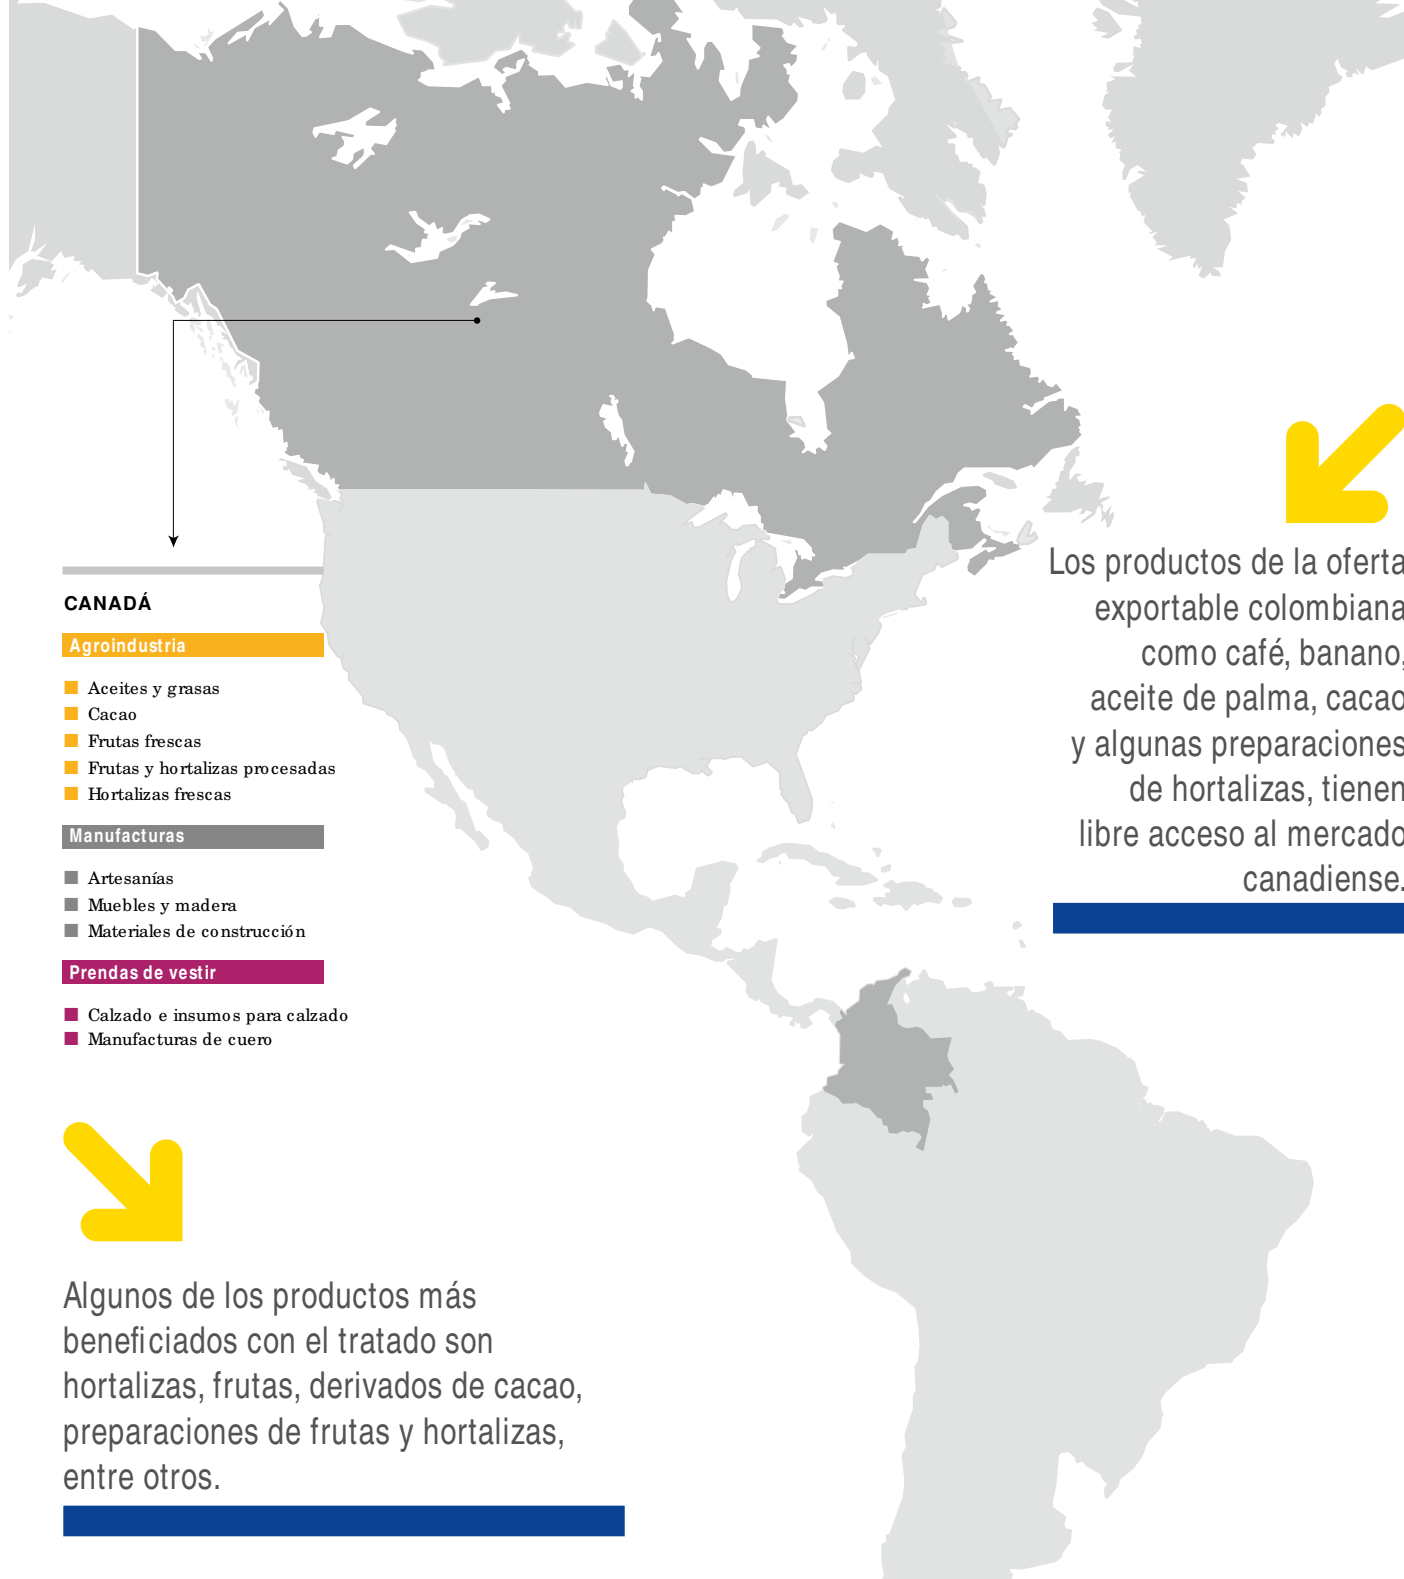 CANADÁ
Agroindustria
Aceites y grasas
Cacao
Frutas frescas
Frutas y hortalizas procesadas
Hortalizas frescas
Manufacturas
Artesanías
Muebles y madera
Materiales de construcción
Prendas de vestir
Calzado e insumos para calzado
Manufacturas de cuero
Los productos de la oferta
exportable colombiana
como café, banano,
aceite de palma, cacao
y algunas preparaciones
de hortalizas, tienen
libre acceso al mercado
canadiense.
Algunos de los productos más
beneficiados con el tratado son
hortalizas, frutas, derivados de cacao,
preparaciones de frutas y hortalizas,
entre otros.